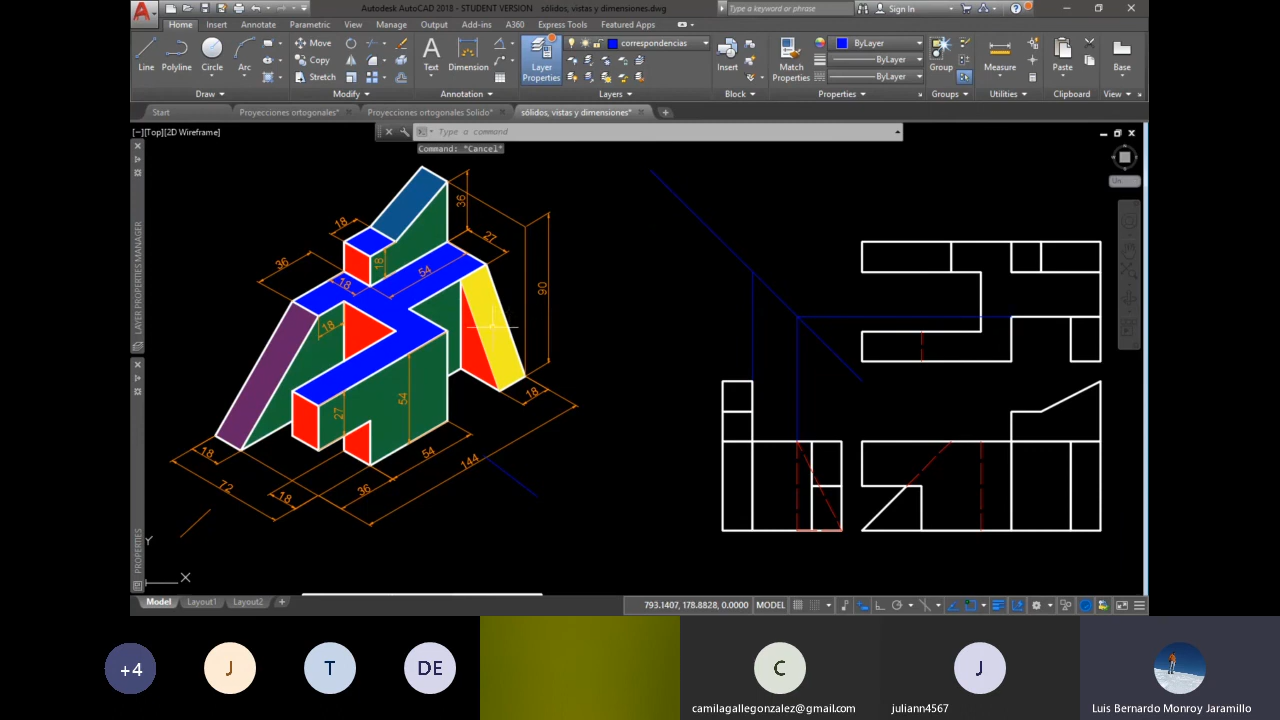 Autodesk AutoCAD 2018 - STUDENT VERSION sólidos, vistas y dimensiones.dwg
Type a keyword or phrase
Sign In
Home Insert Annotate Parametric View Manage Output Add-ins A360 Express Tools Featured Apps
Line Polyline Circle Arc
Move
Copy
Stretch
Text Dimension
Layer Properties
correspondencias
Insert
Match Properties
ByLayer
ByLayer
ByLayer
Group Measure Paste Base
Draw Modify Annotation Layers Block Properties Groups Utilities Clipboard View
Start Proyecciones ortogonales* Proyecciones ortogonales Solido* sólidos, vistas y dimensiones*
[−][Top][2D Wireframe]
Type a command
Command: *Cancel*
Un
LAYER PROPERTIES MANAGER
PROPERTIES
36
18
27
36
18
54
18
90
18
54
27
18
18
54
144
72
18
36
Y
X
Model Layout1 Layout2 +
793.1407, 178.8828, 0.0000 MODEL
+4
J
T
DE
C
J
camilagallegonzalez@gmail.com
juliann4567
Luis Bernardo Monroy Jaramillo